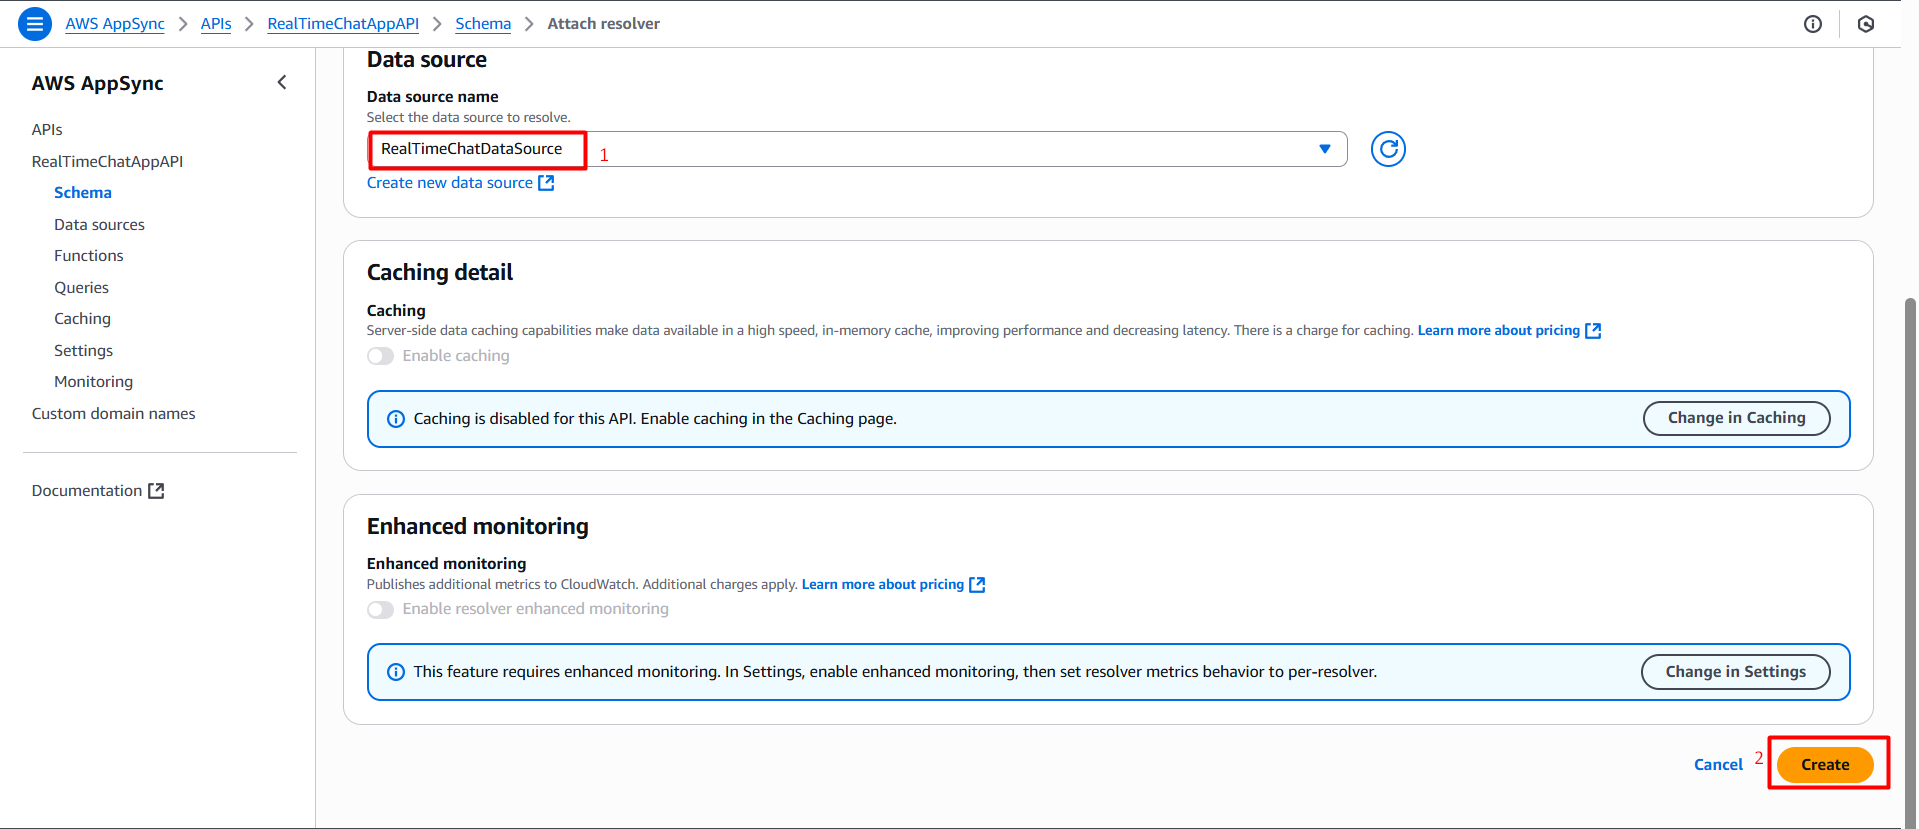 AWS AppSync > APIs > RealTimeChatAppAPI > Schema > Attach resolver
AWS AppSync
APIs
RealTimeChatAppAPI
Schema
Data sources
Functions
Queries
Caching
Settings
Monitoring
Custom domain names
Documentation
Data source
Data source name
Select the data source to resolve.
RealTimeChatDataSource 1
Create new data source
Caching detail
Caching
Server-side data caching capabilities make data available in a high speed, in-memory cache, improving performance and decreasing latency. There is a charge for caching. Learn more about pricing
Enable caching
Caching is disabled for this API. Enable caching in the Caching page. Change in Caching
Enhanced monitoring
Enhanced monitoring
Publishes additional metrics to CloudWatch. Additional charges apply. Learn more about pricing
Enable resolver enhanced monitoring
This feature requires enhanced monitoring. In Settings, enable enhanced monitoring, then set resolver metrics behavior to per-resolver. Change in Settings
Cancel 2 Create